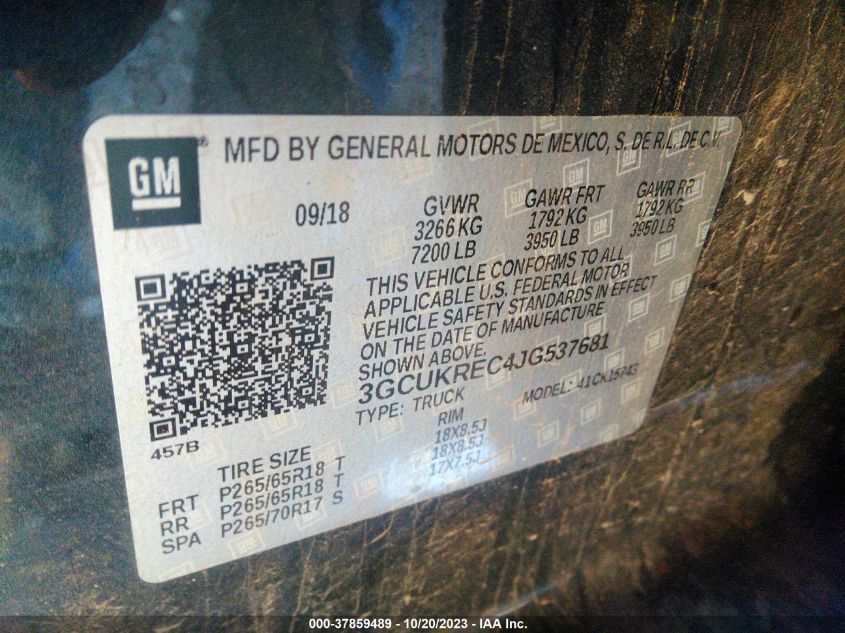 GM ® MFD BY GENERAL MOTORS DE MEXICO, S. DE R.L. DE C.V.
09/18 GVWR GAWR FRT GAWR RR
3266 KG 1792 KG 1792 KG
7200 LB 3950 LB 3950 LB
THIS VEHICLE CONFORMS TO ALL
APPLICABLE U.S. FEDERAL MOTOR
VEHICLE SAFETY STANDARDS IN EFFECT
ON THE DATE OF MANUFACTURE
SHOWN ABOVE.
3GCUKREC4JG537681
TYPE: TRUCK MODEL: 41CK15743
457B
TIRE SIZE RIM
FRT P265/65R18 T 18X8.5J
RR P265/65R18 T 18X8.5J
SPA P265/70R17 S 17X7.5J
000-37859489 - 10/20/2023 - IAA Inc.